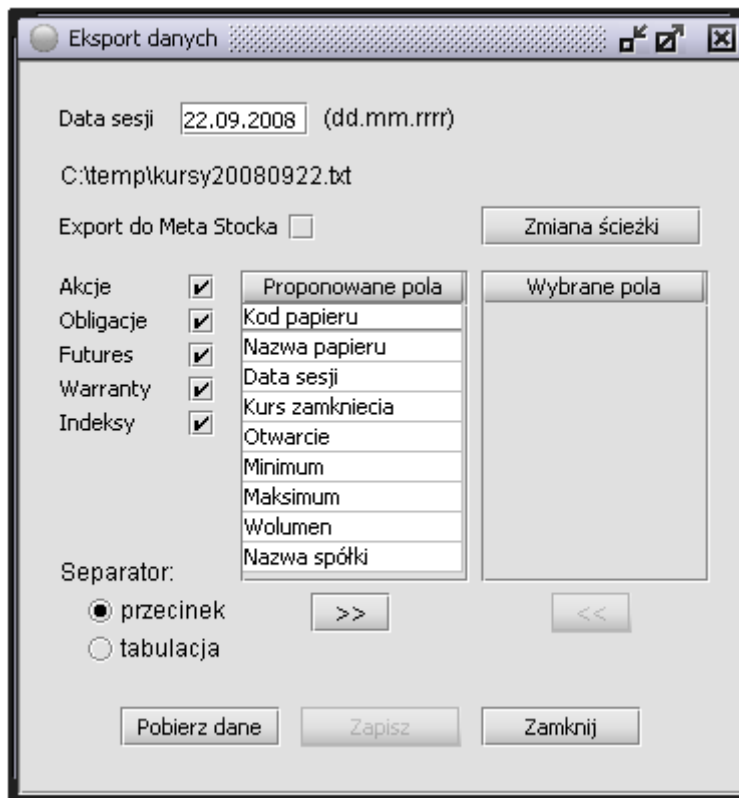 Eksport danych
Data sesji 22.09.2008 (dd.mm.rrrr)
C:\temp\kursy20080922.txt
Export do Meta Stocka Zmiana ścieżki
Akcje
Obligacje
Futures
Warranty
Indeksy
Proponowane pola
Kod papieru
Nazwa papieru
Data sesji
Kurs zamkniecia
Otwarcie
Minimum
Maksimum
Wolumen
Nazwa spółki
Wybrane pola
Separator:
przecinek
tabulacja
>> <<
Pobierz dane Zapisz Zamknij